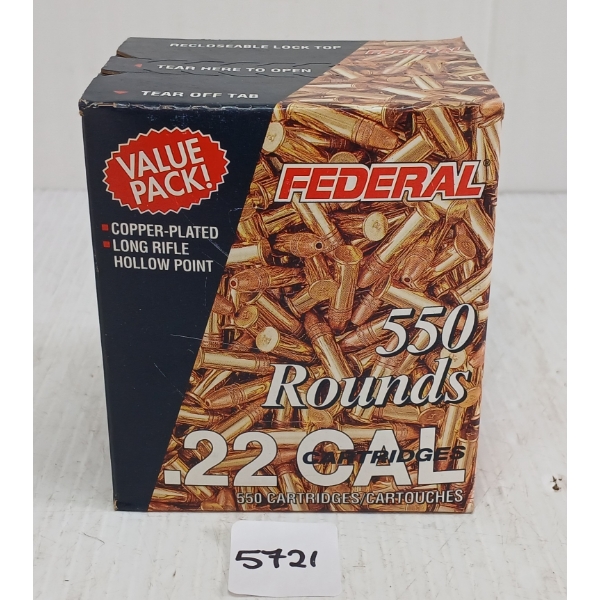 RECLOSEABLE LOCK TOP
TEAR HERE TO OPEN
TEAR OFF TAB
VALUE
PACK!
FEDERAL®
COPPER-PLATED
LONG RIFLE
HOLLOW POINT
550
Rounds
.22 CAL
CARTRIDGES
550 CARTRIDGES/CARTOUCHES
5721